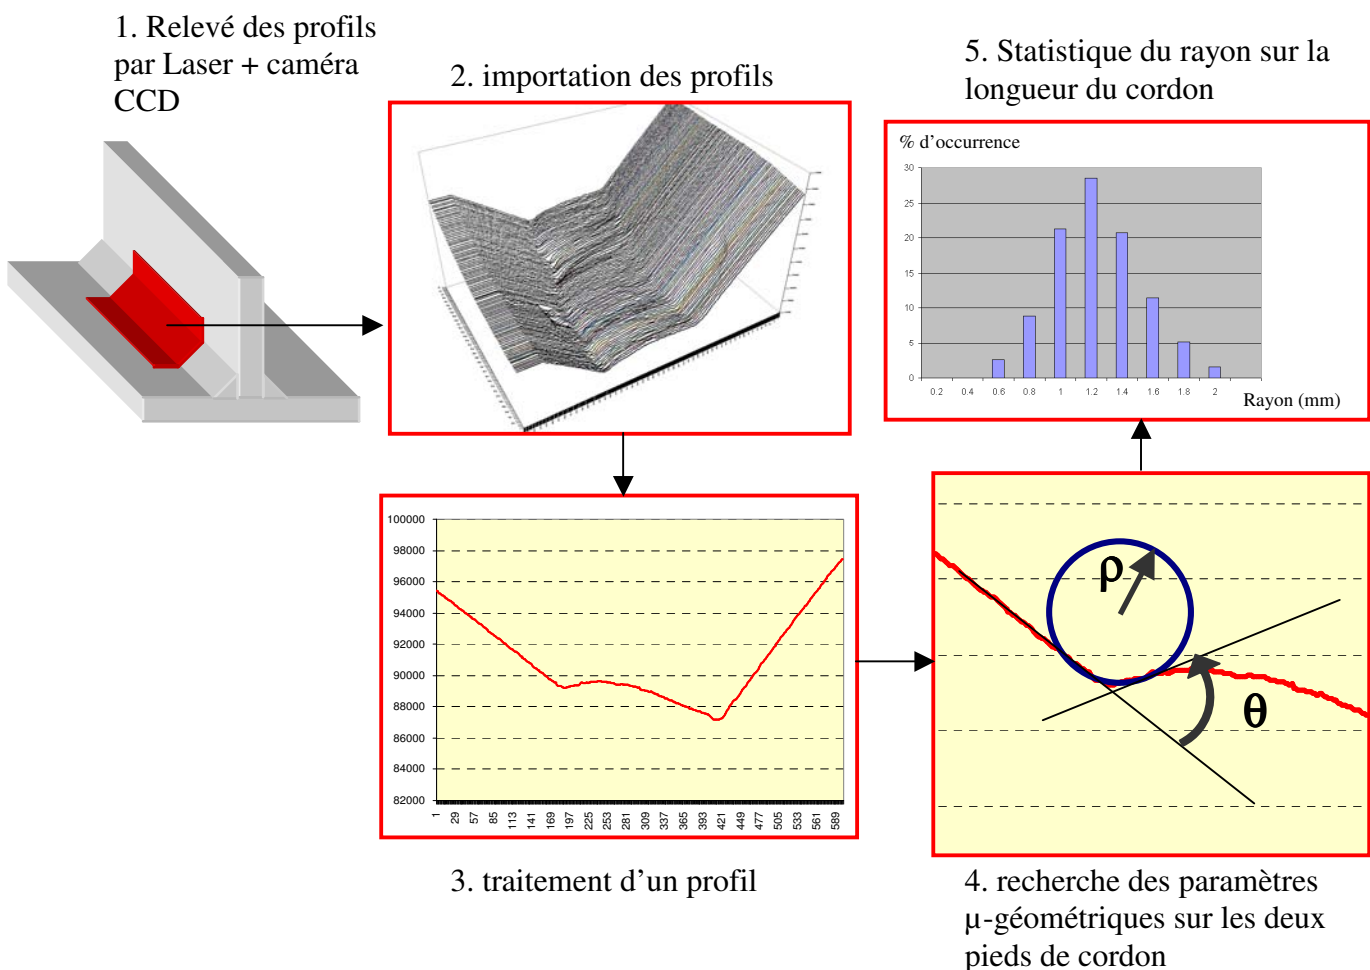 1. Relevé des profils
par Laser + caméra
CCD
2. importation des profils
5. Statistique du rayon sur la
longueur du cordon
% d’occurrence
30
25
20
15
10
5
0
0.2 0.4 0.6 0.8 1 1.2 1.4 1.6 1.8 2
Rayon (mm)
100000
98000
96000
94000
92000
90000
88000
86000
84000
82000
1 29 57 85 113 141 169 197 225 253 281 309 337 365 393 421 449 477 505 533 561 589
ρ
θ
3. traitement d’un profil
4. recherche des paramètres
µ-géométriques sur les deux
pieds de cordon